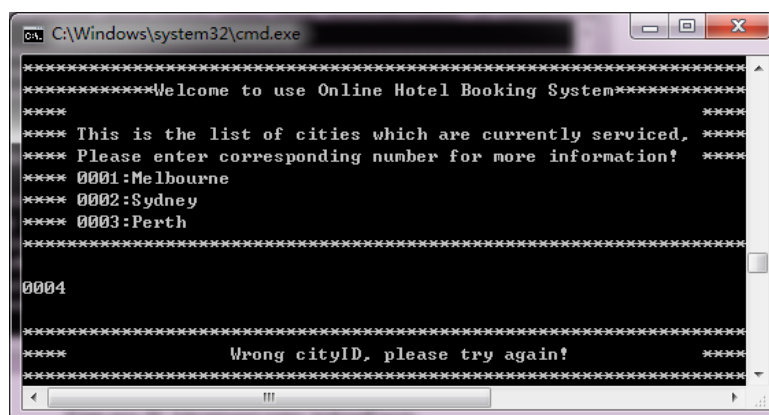 C:\Windows\system32\cmd.exe
******************************************************************
************Welcome to use Online Hotel Booking System************
**** ****
**** This is the list of cities which are currently serviced, ****
**** Please enter corresponding number for more information! ****
**** 0001:Melbourne
**** 0002:Sydney
**** 0003:Perth
******************************************************************
0004
******************************************************************
**** Wrong cityID, please try again! ****
******************************************************************